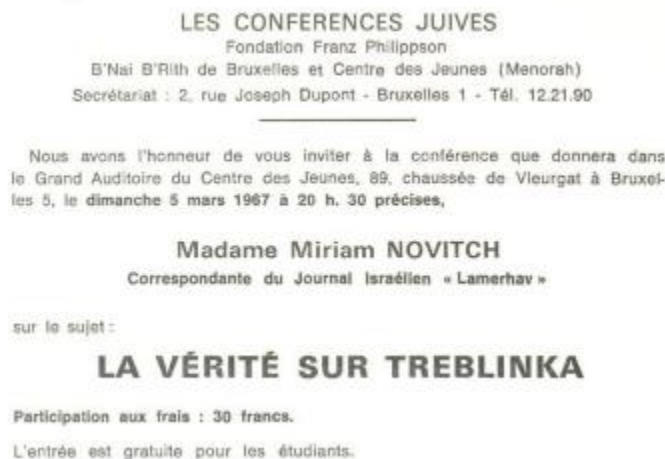 LES CONFERENCES JUIVES
Fondation Franz Philippson
B'Nai B'Rith de Bruxelles et Centre des Jeunes (Menorah)
Secrétariat : 2, rue Joseph Dupont - Bruxelles 1 - Tél. 12.21.90
Nous avons l'honneur de vous inviter à la conférence que donnera dans
le Grand Auditoire du Centre des Jeunes, 89, chaussée de Vleurgat à Bruxel-
les 5, le dimanche 5 mars 1967 à 20 h. 30 précises,
Madame Miriam NOVITCH
Correspondante du Journal Israélien « Lamerhav »
sur le sujet :
LA VÉRITÉ SUR TREBLINKA
Participation aux frais : 30 francs.
L'entrée est gratuite pour les étudiants.